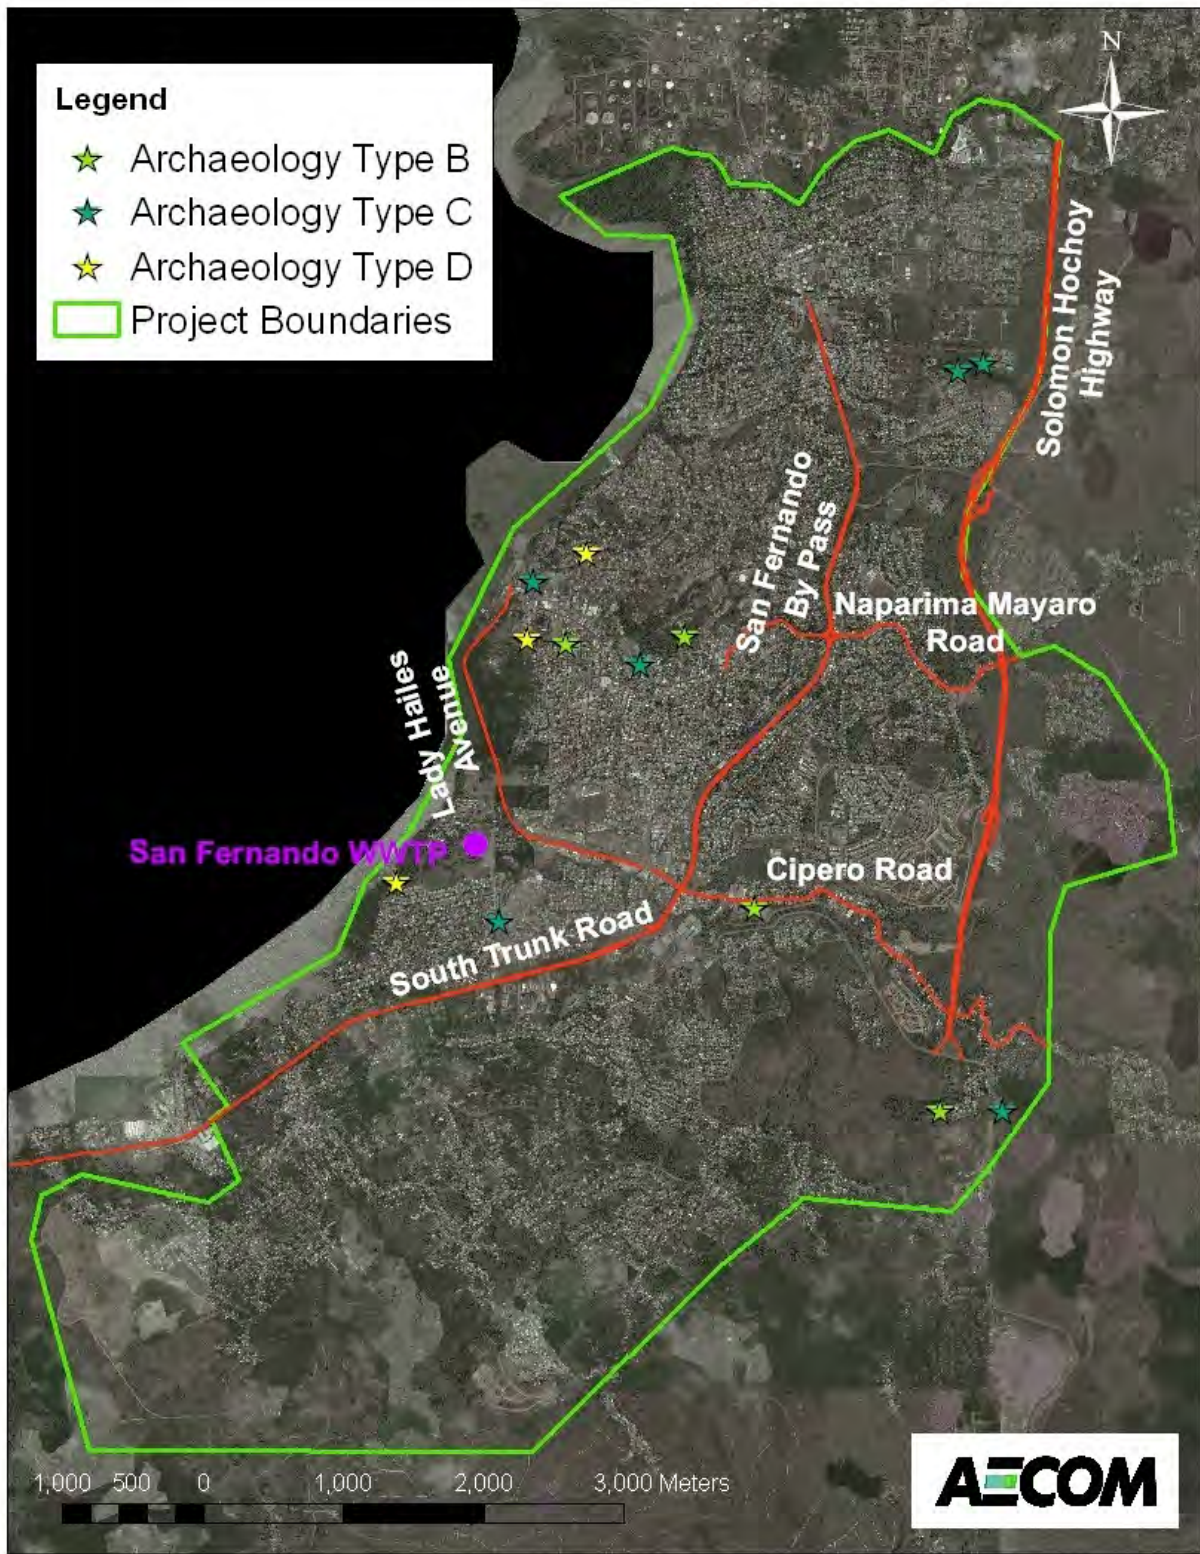 Legend
Archaeology Type B
Archaeology Type C
Archaeology Type D
Project Boundaries
N
Solomon Hochoy
Highway
San Fernando
By Pass
Naparima Mayaro
Road
Lady Hailes
Avenue
San Fernando WWTP
Cipero Road
South Trunk Road
1,000 500 0 1,000 2,000 3,000 Meters
AECOM